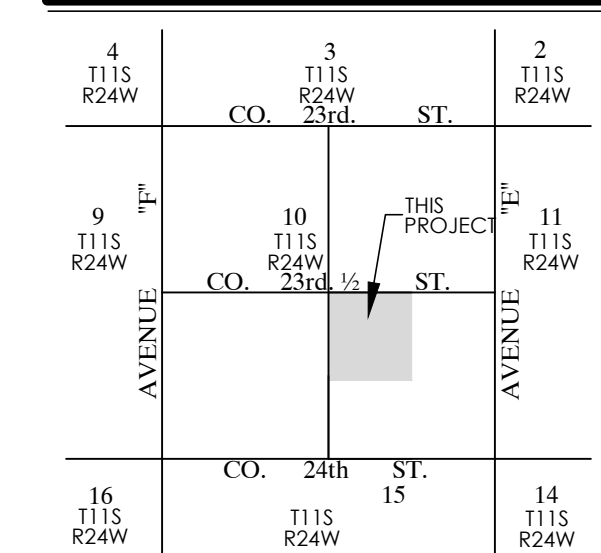 4
T11S
R24W
3
T11S
R24W
2
T11S
R24W
CO. 23rd. ST.
AVENUE "F"
9
T11S
R24W
10
T11S
R24W
THIS
PROJECT
AVENUE "E"
11
T11S
R24W
CO. 23rd. ½ ST.
CO. 24th ST.
16
T11S
R24W
15
T11S
R24W
14
T11S
R24W